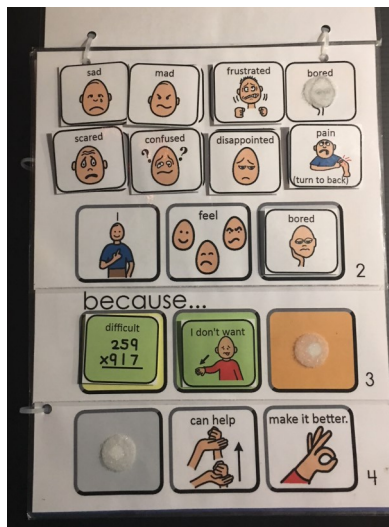 sad mad frustrated bored
scared confused disappointed pain
(turn to back)
I feel bored
2
because...
difficult I don't want
259
x917
3
can help make it better.
4